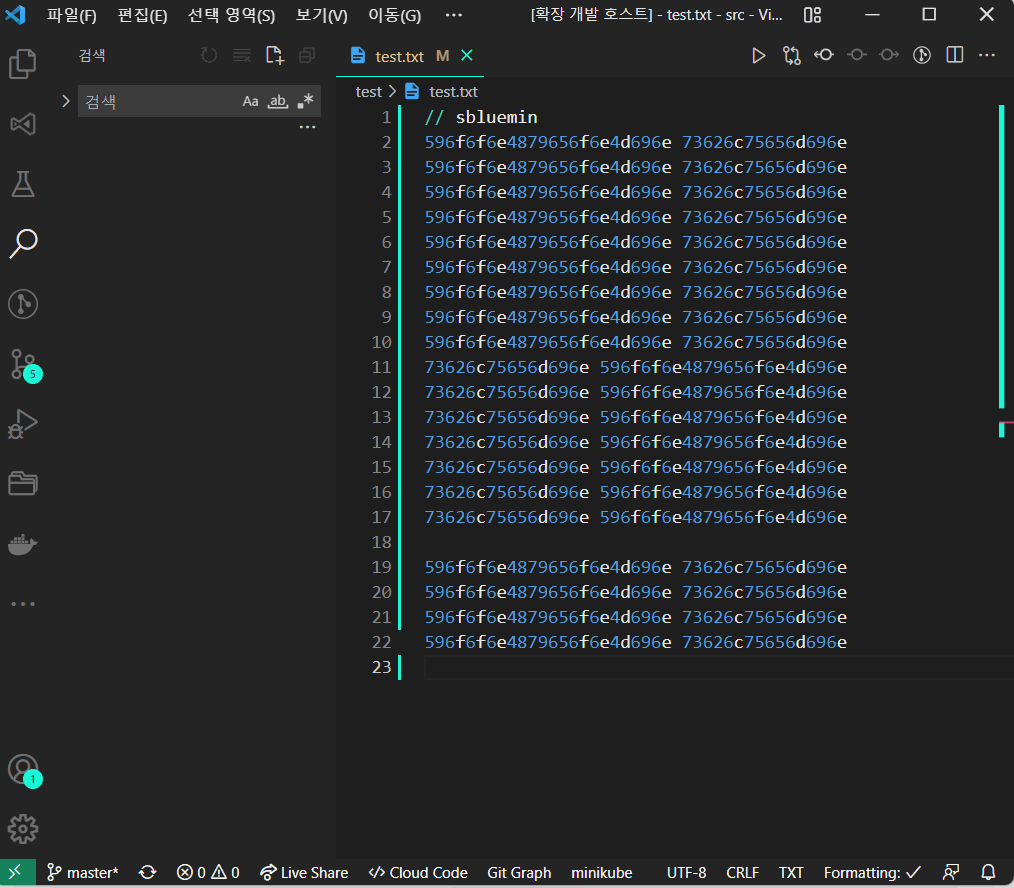 파일(F) 편집(E) 선택 영역(S) 보기(V) 이동(G) ··· [확장 개발 호스트] - test.txt - src - Vi...
검색
test.txt M
검색 Aa ab .*
···
test > test.txt
1 // sbluemin
2 596f6f6e4879656f6e4d696e 73626c75656d696e
3 596f6f6e4879656f6e4d696e 73626c75656d696e
4 596f6f6e4879656f6e4d696e 73626c75656d696e
5 596f6f6e4879656f6e4d696e 73626c75656d696e
6 596f6f6e4879656f6e4d696e 73626c75656d696e
7 596f6f6e4879656f6e4d696e 73626c75656d696e
8 596f6f6e4879656f6e4d696e 73626c75656d696e
9 596f6f6e4879656f6e4d696e 73626c75656d696e
10 596f6f6e4879656f6e4d696e 73626c75656d696e
11 73626c75656d696e 596f6f6e4879656f6e4d696e
12 73626c75656d696e 596f6f6e4879656f6e4d696e
13 73626c75656d696e 596f6f6e4879656f6e4d696e
14 73626c75656d696e 596f6f6e4879656f6e4d696e
15 73626c75656d696e 596f6f6e4879656f6e4d696e
16 73626c75656d696e 596f6f6e4879656f6e4d696e
17 73626c75656d696e 596f6f6e4879656f6e4d696e
18
19 596f6f6e4879656f6e4d696e 73626c75656d696e
20 596f6f6e4879656f6e4d696e 73626c75656d696e
21 596f6f6e4879656f6e4d696e 73626c75656d696e
22 596f6f6e4879656f6e4d696e 73626c75656d696e
23
5
1
master* 0 0 Live Share Cloud Code Git Graph minikube UTF-8 CRLF TXT Formatting: ✓